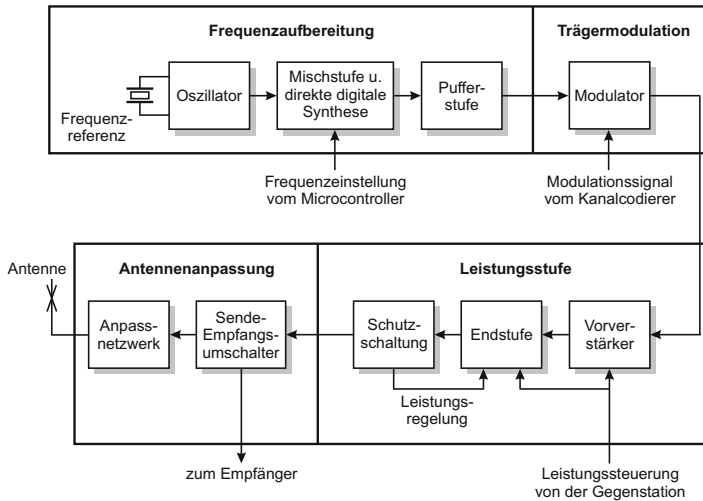 Frequenzaufbereitung
Trägermodulation
Oszillator
Mischstufe u.
direkte digitale
Synthese
Puffer-
stufe
Modulator
Frequenz-
referenz
Frequenzeinstellung
vom Microcontroller
Modulationssignal
vom Kanalcodierer
Antenne
Antennenanpassung
Leistungsstufe
Anpass-
netzwerk
Sende-
Empfangs-
umschalter
Schutz-
schaltung
Endstufe
Vorver-
stärker
Leistungs-
regelung
zum Empfänger
Leistungssteuerung
von der Gegenstation